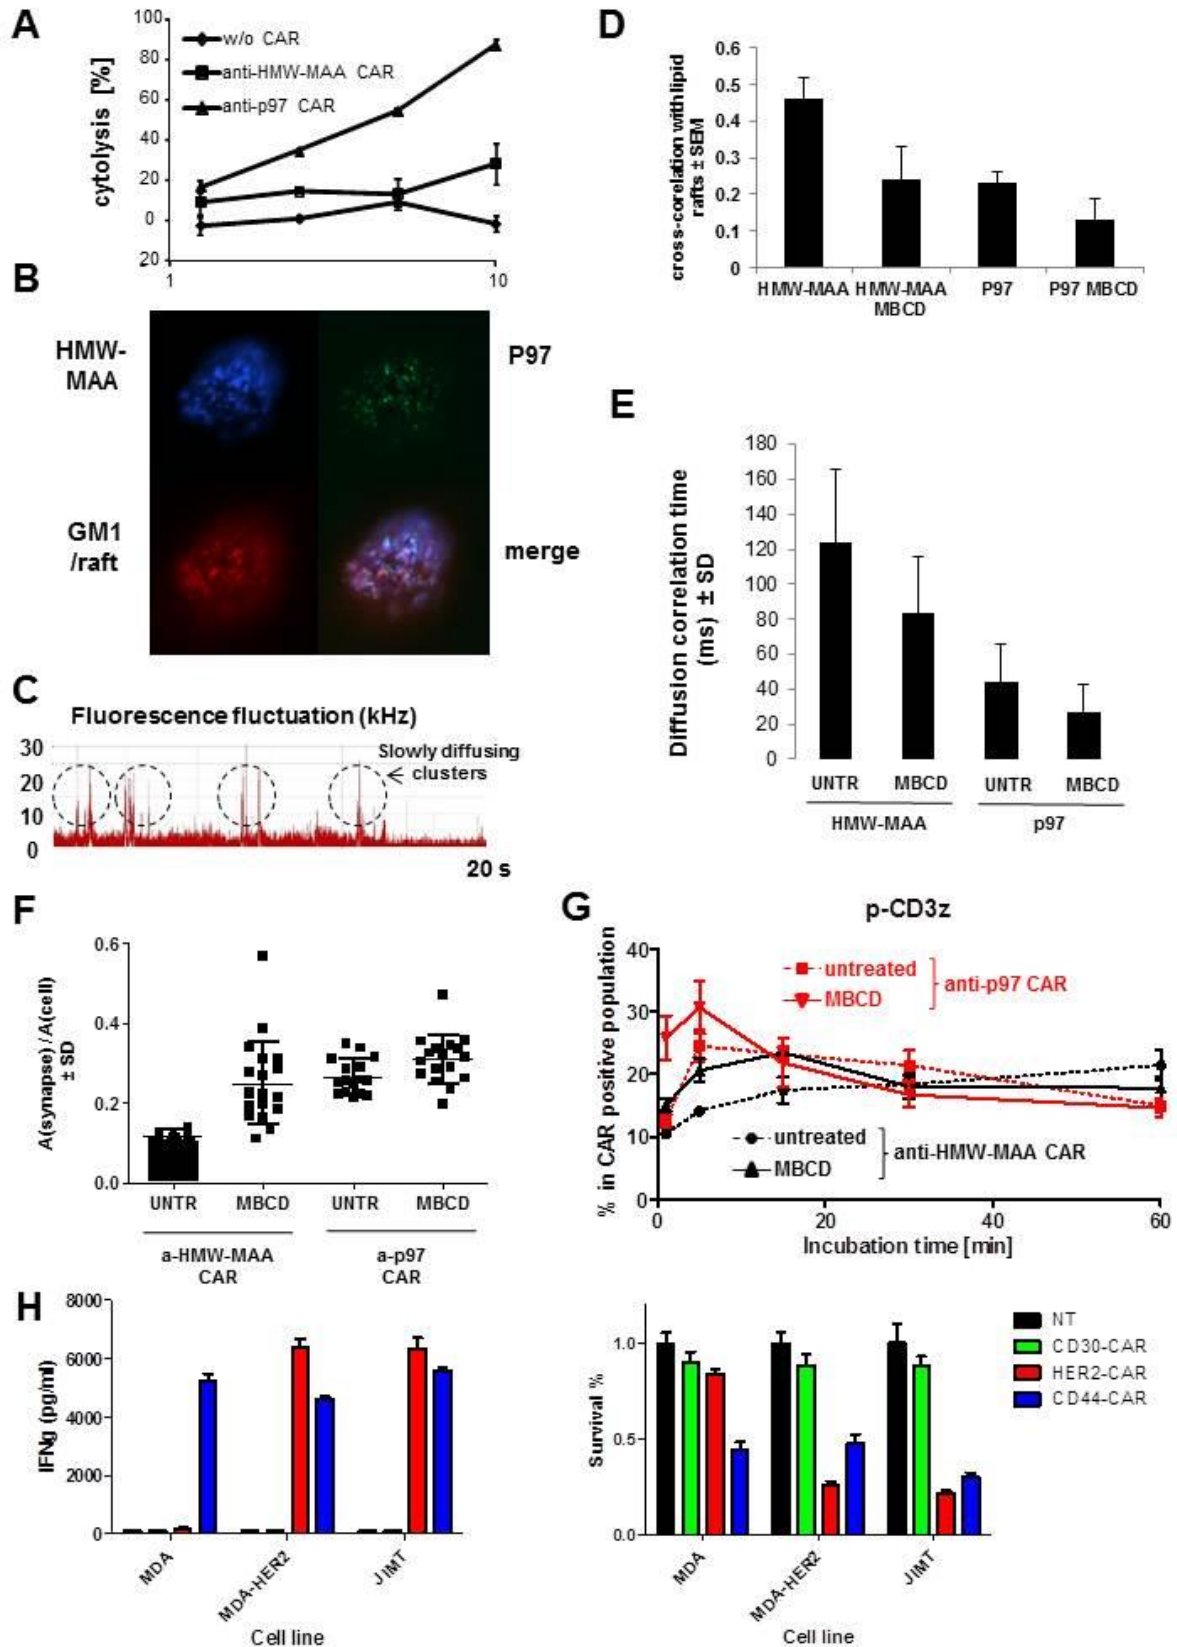 A
100
80
60
40
20
0
20
cytolysis [%]
w/o CAR
anti-HMW-MAA CAR
anti-p97 CAR
1
10
B
HMW-
MAA
P97
GM1
/raft
merge
C
Fluorescence fluctuation (kHz)
30
20
10
0
Slowly diffusing
clusters
20 s
D
cross-corelation with lipid
rafts ± SEM
0.6
0.5
0.4
0.3
0.2
0.1
0
HMW-MAA
HMW-MAA
MBCD
P97
P97 MBCD
E
Diffusion correlation time
(ms) ± SD
180
160
140
120
100
80
60
40
20
0
UNTR
MBCD
UNTR
MBCD
HMW-MAA
p97
F
A(synapse) / A(cell)
± SD
0.6
0.4
0.2
0.0
UNTR
MBCD
UNTR
MBCD
a-HMW-MAA
CAR
a-p97
CAR
G
p-CD3z
% in CAR positive population
40
30
20
10
0
untreated
MBCD
anti-p97 CAR
untreated
MBCD
anti-HMW-MAA CAR
0
20
40
60
Incubation time [min]
H
IFNg (pg/ml)
8000
6000
4000
2000
0
MDA
MDA-HER2
JIMT
Cell line
Survival %
1.0
0.5
0.0
MDA
MDA-HER2
JIMT
Cell line
NT
CD30-CAR
HER2-CAR
CD44-CAR